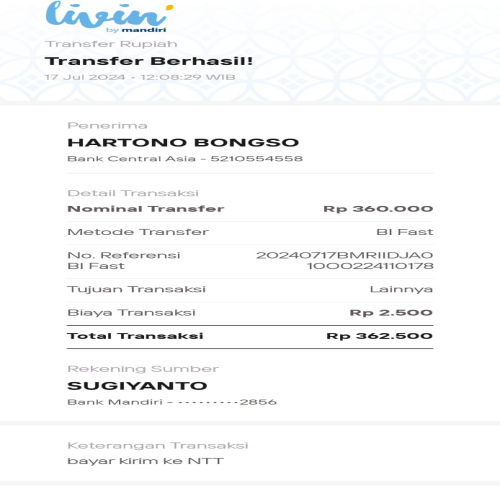 livin'
by mandiri
Transfer Rupiah
Transfer Berhasil!
17 Jul 2024 • 12:08:29 WIB
Penerima
HARTONO BONGSO
Bank Central Asia - 5210554558
Detail Transaksi
Nominal Transfer Rp 360.000
Metode Transfer BI Fast
No. Referensi 20240717BMRIIDJA0
BI Fast 1000224110178
Tujuan Transaksi Lainnya
Biaya Transaksi Rp 2.500
Total Transaksi Rp 362.500
Rekening Sumber
SUGIYANTO
Bank Mandiri - •••••••••2856
Keterangan Transaksi
bayar kirim ke NTT